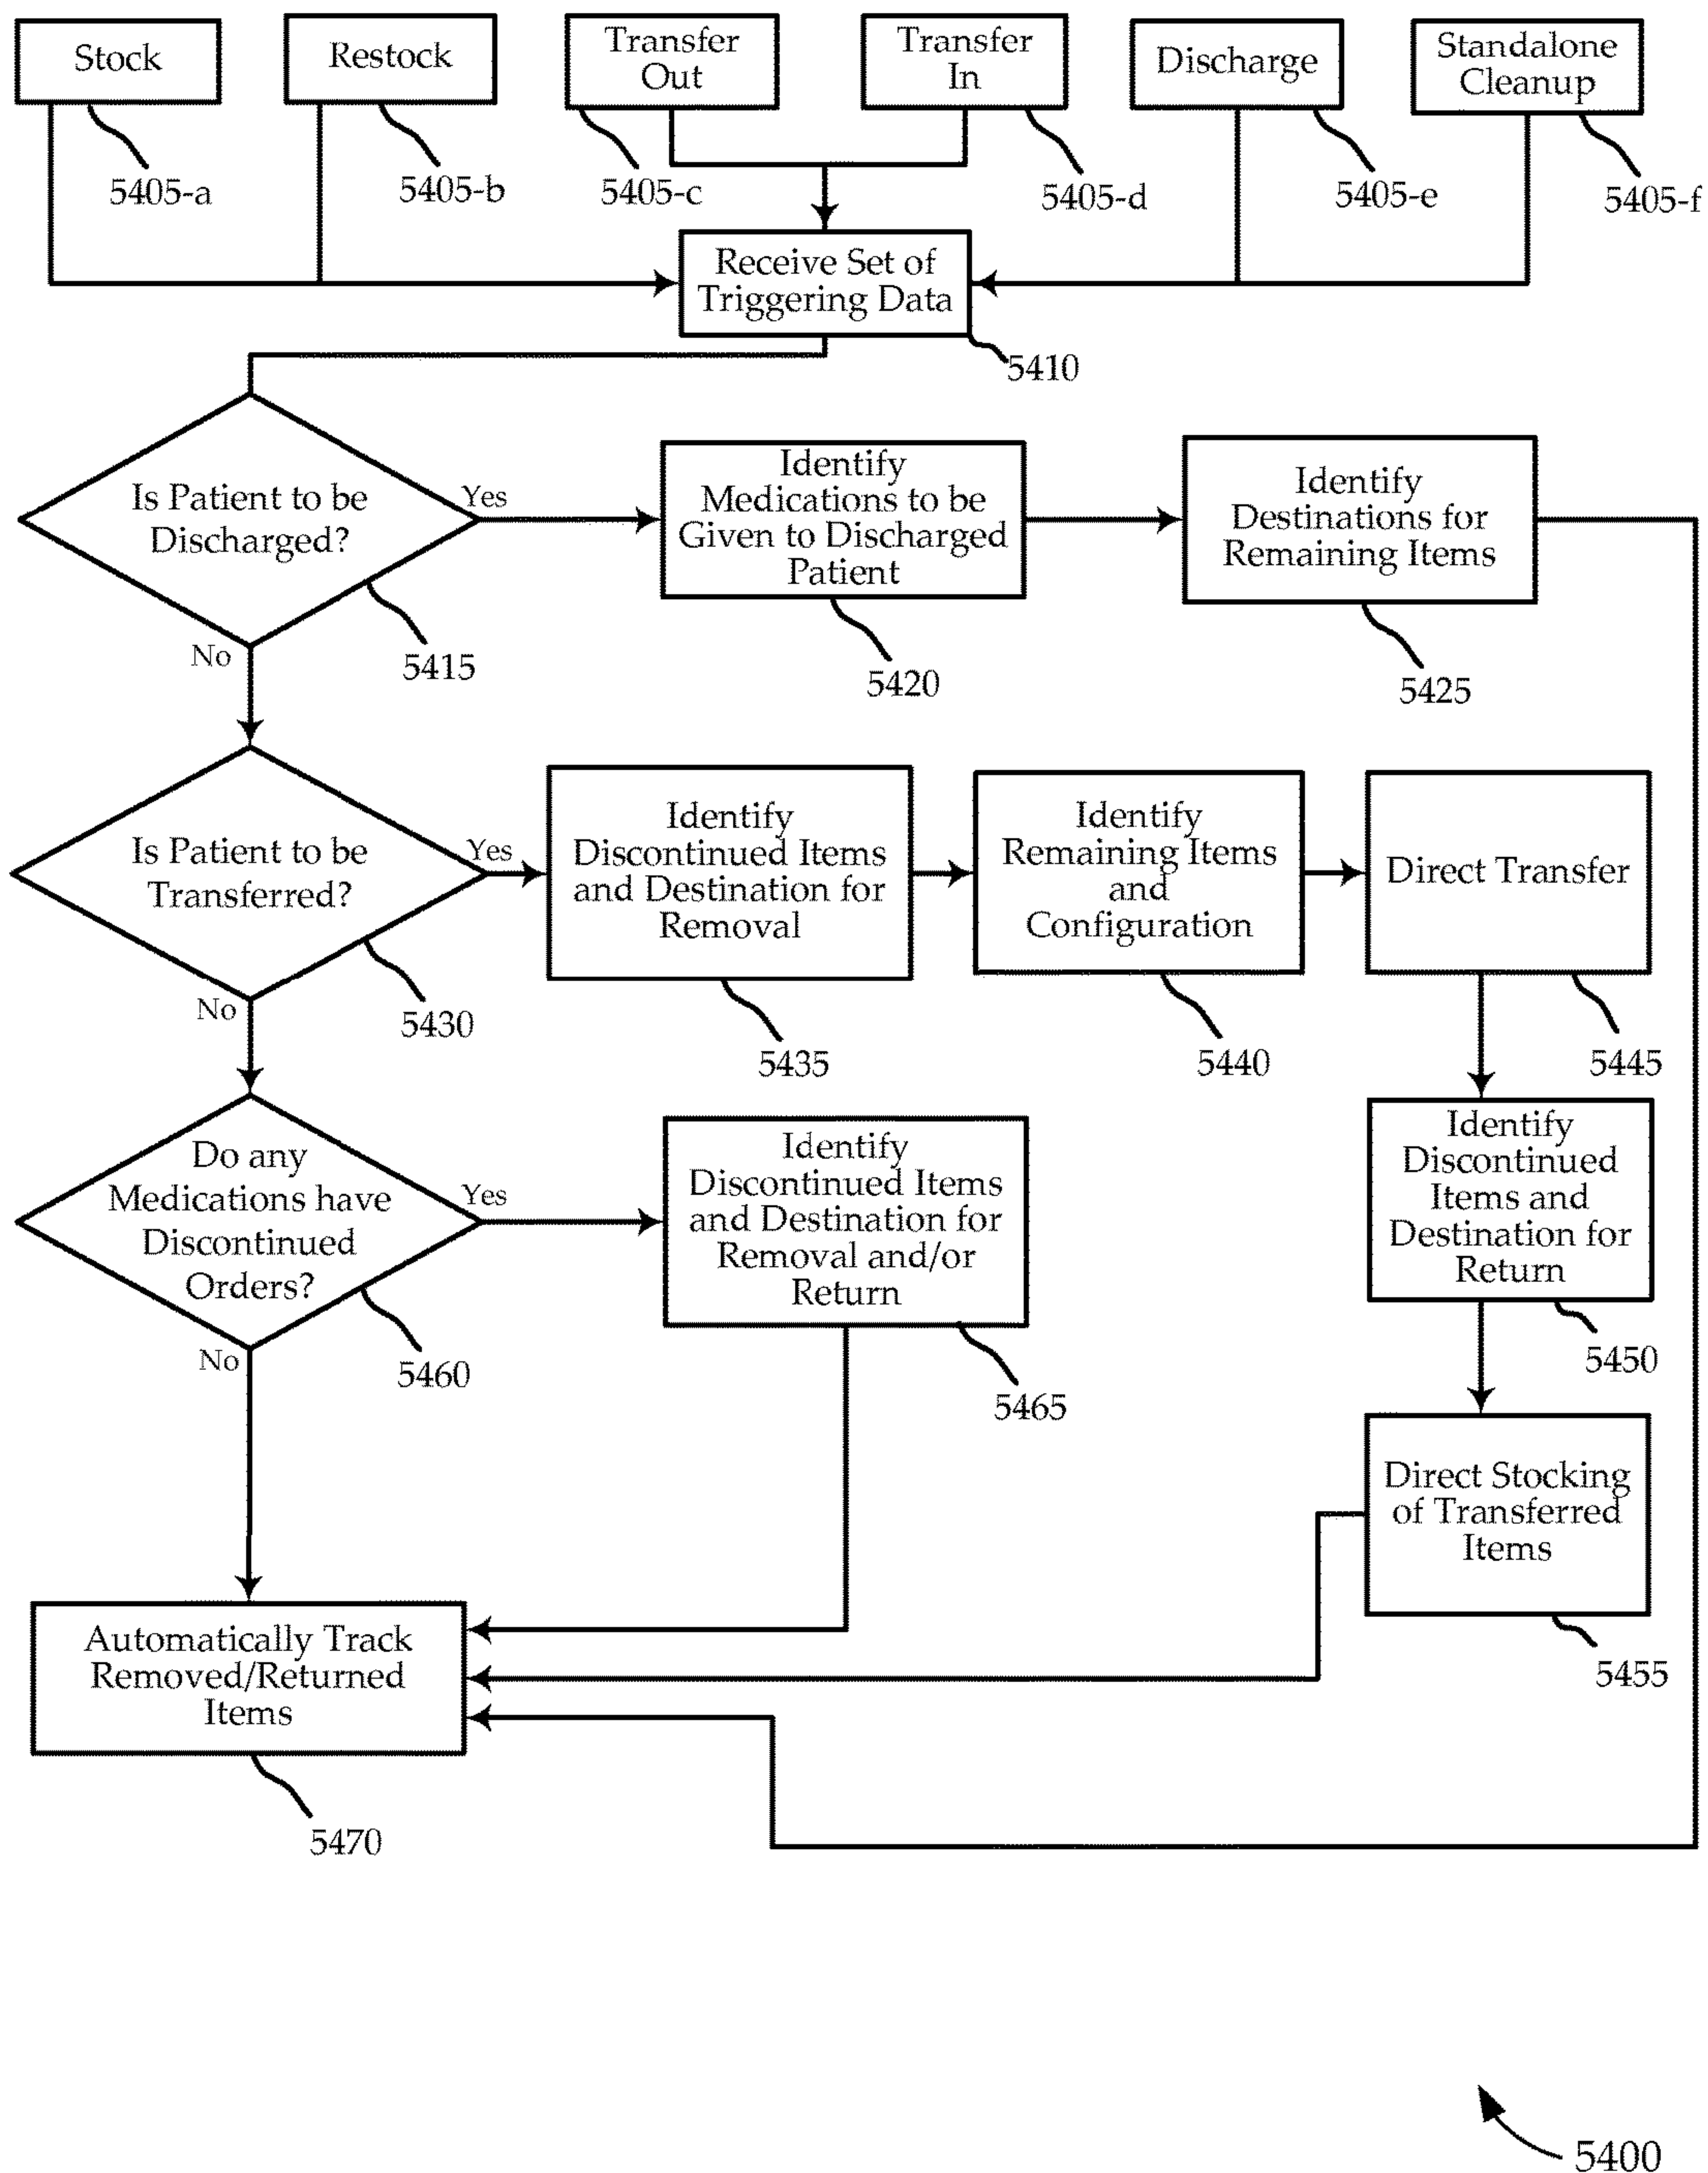 Stock
Restock
Transfer
Out
Transfer
In
Discharge
Standalone
Cleanup
5405-a
5405-b
5405-c
5405-d
5405-e
5405-f
Receive Set of
Triggering Data
5410
Is Patient to be
Discharged?
Yes
No
5415
Identify
Medications to be
Given to Discharged
Patient
5420
Identify
Destinations for
Remaining Items
5425
Is Patient to be
Transferred?
Yes
No
5430
Identify
Discontinued Items
and Destination for
Removal
5435
Identify
Remaining Items
and
Configuration
5440
Direct Transfer
5445
Do any
Medications have
Discontinued
Orders?
Yes
No
5460
Identify
Discontinued Items
and Destination for
Removal and/or
Return
5465
Identify
Discontinued
Items and
Destination for
Return
5450
Direct Stocking
of Transferred
Items
5455
Automatically Track
Removed/Returned
Items
5470
5400